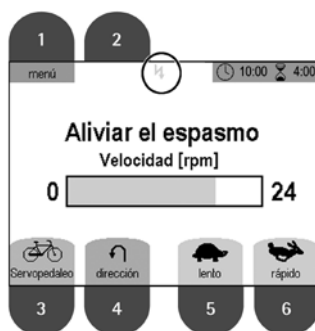 1 2
menú 10:00 4:00
Aliviar el espasmo
Velocidad [rpm]
0 24
Servopedaleo dirección lento rápido
3 4 5 6